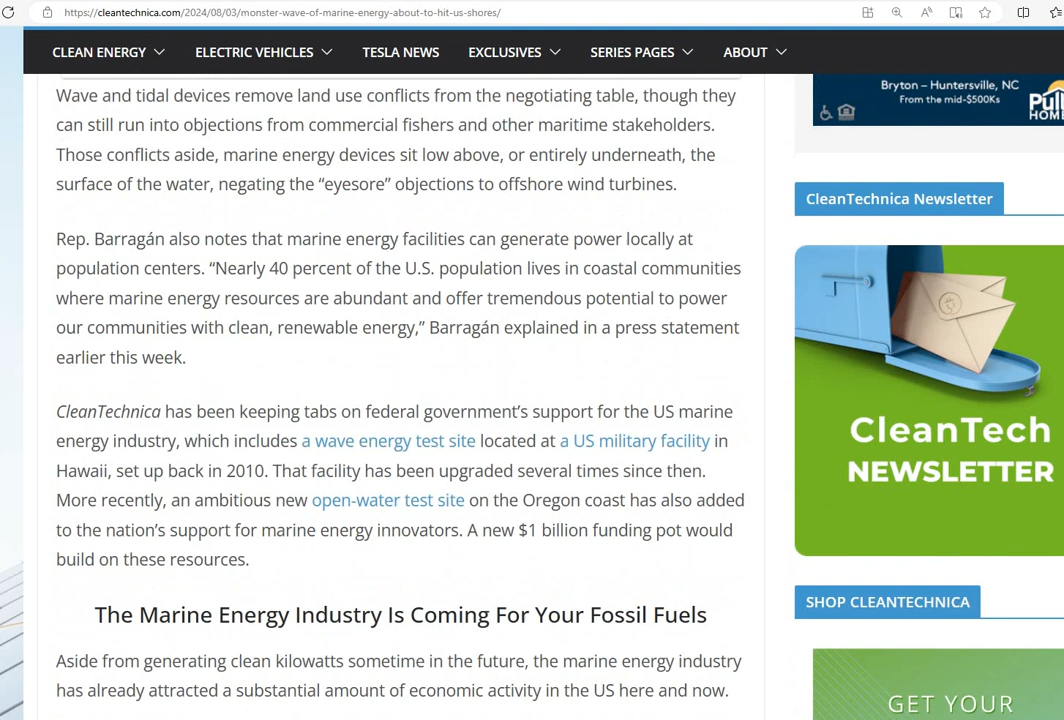 https://cleantechnica.com/2024/08/03/monster-wave-of-marine-energy-about-to-hit-us-shores/
CLEAN ENERGY ELECTRIC VEHICLES TESLA NEWS EXCLUSIVES SERIES PAGES ABOUT
Wave and tidal devices remove land use conflicts from the negotiating table, though they
can still run into objections from commercial fishers and other maritime stakeholders.
Those conflicts aside, marine energy devices sit low above, or entirely underneath, the
surface of the water, negating the “eyesore” objections to offshore wind turbines.
Rep. Barragán also notes that marine energy facilities can generate power locally at
population centers. “Nearly 40 percent of the U.S. population lives in coastal communities
where marine energy resources are abundant and offer tremendous potential to power
our communities with clean, renewable energy,” Barragán explained in a press statement
earlier this week.
CleanTechnica has been keeping tabs on federal government’s support for the US marine
energy industry, which includes a wave energy test site located at a US military facility in
Hawaii, set up back in 2010. That facility has been upgraded several times since then.
More recently, an ambitious new open-water test site on the Oregon coast has also added
to the nation’s support for marine energy innovators. A new $1 billion funding pot would
build on these resources.
The Marine Energy Industry Is Coming For Your Fossil Fuels
Aside from generating clean kilowatts sometime in the future, the marine energy industry
has already attracted a substantial amount of economic activity in the US here and now.
Bryton – Huntersville, NC
From the mid-$500Ks
Pul
HOM
CleanTechnica Newsletter
CleanTech
NEWSLETTER
SHOP CLEANTECHNICA
GET YOUR